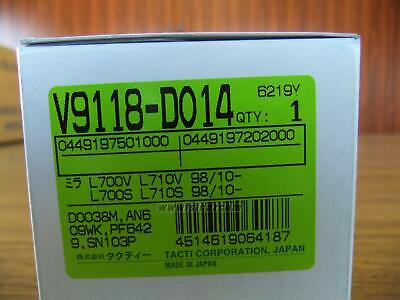 6219Y
V9118-D014 QTY: 1
0449197501000 0449197202000
ミラ L700V L710V 98/10-
L700S L710S 98/10-
D0038M,AN6
09WK,PF642
9,SN103P
4514619064187
株式会社 タクティー TACTI CORPORATION, JAPAN
MADE IN JAPAN